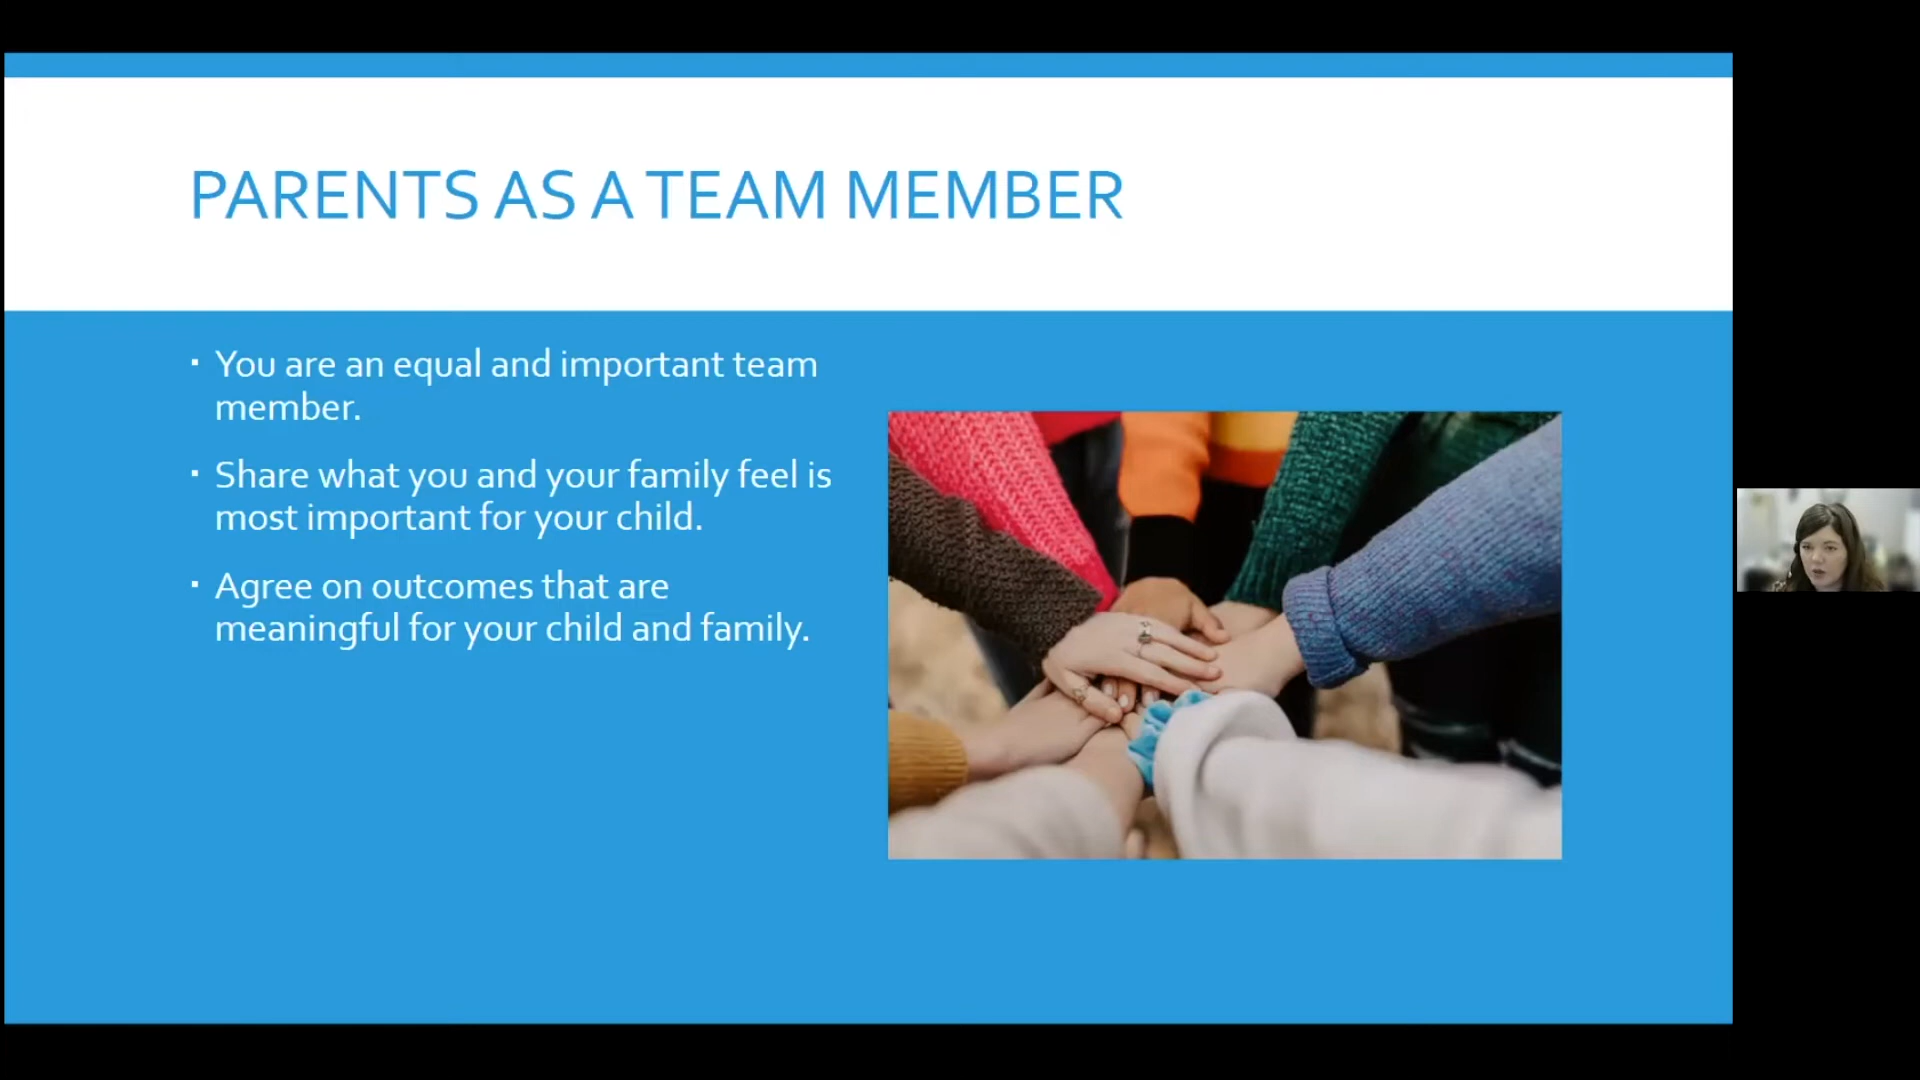 PARENTS AS A TEAM MEMBER
▪ You are an equal and important team
member.
▪ Share what you and your family feel is
most important for your child.
▪ Agree on outcomes that are
meaningful for your child and family.